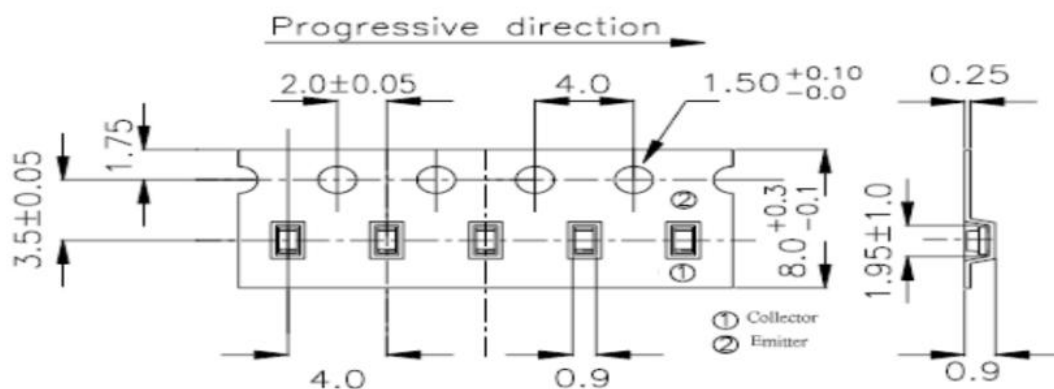 Progressive direction
2.0±0.05
4.0
1.50 +0.10 -0.0
0.25
1.75
3.5±0.05
②
8.0 +0.3 -0.1
1.95±1.0
①
① Collector
② Emitter
4.0
0.9
0.9